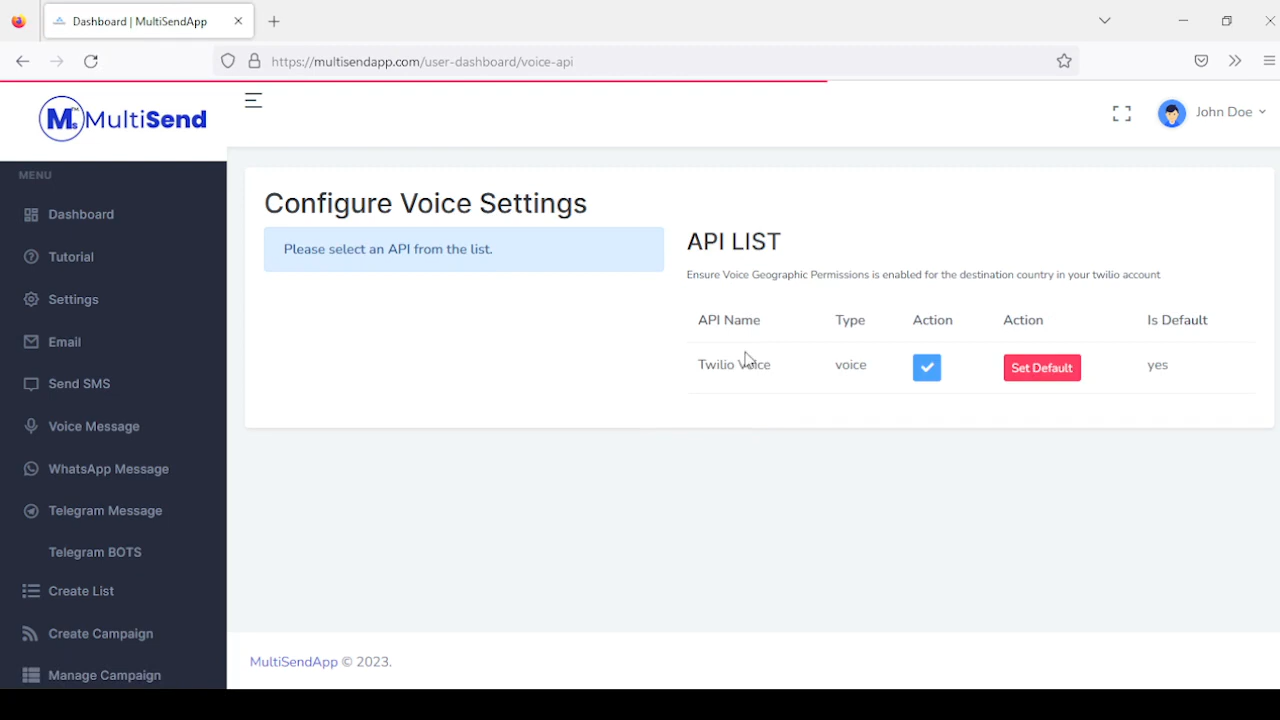 Dashboard | MultiSendApp
https://multisendapp.com/user-dashboard/voice-api
Ms MultiSend
John Doe
MENU
Dashboard
Tutorial
Settings
Email
Send SMS
Voice Message
WhatsApp Message
Telegram Message
Telegram BOTS
Create List
Create Campaign
Manage Campaign
Configure Voice Settings
Please select an API from the list.
API LIST
Ensure Voice Geographic Permissions is enabled for the destination country in your twilio account
API Name Type Action Action Is Default
Twilio Voice voice Set Default yes
MultiSendApp © 2023.